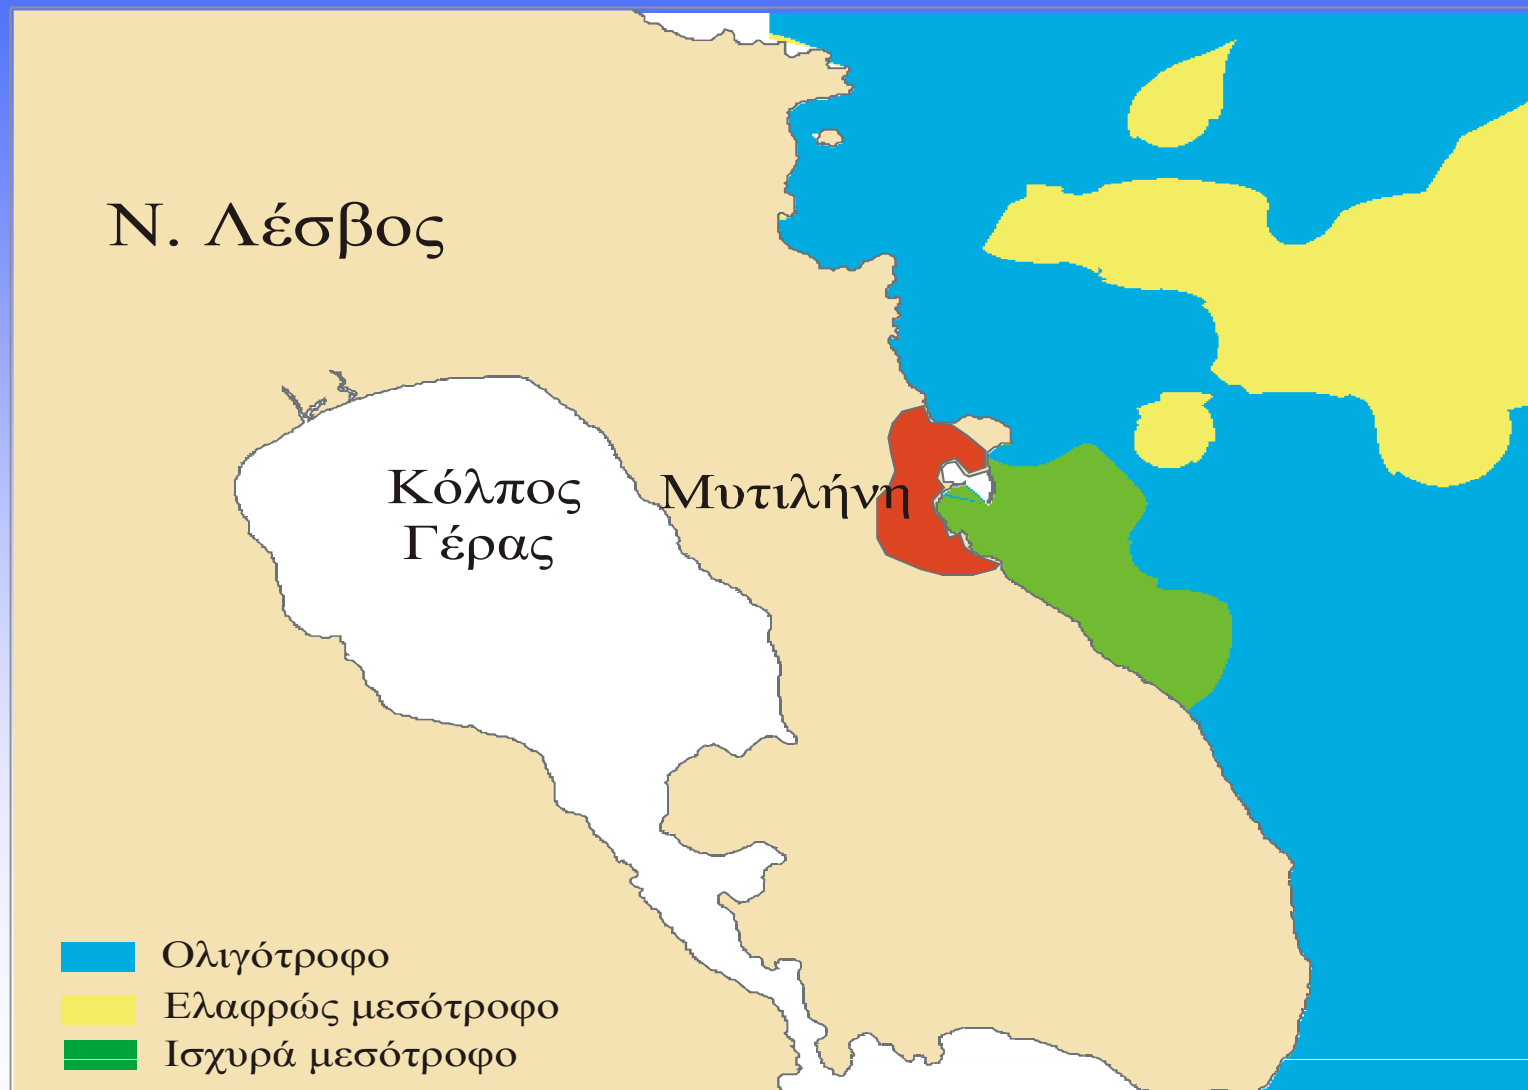 Ν. Λέσβος
Κόλπος
Γέρας
Μυτιλήνη
Ολιγότροφο
Ελαφρώς μεσότροφο
Ισχυρά μεσότροφο